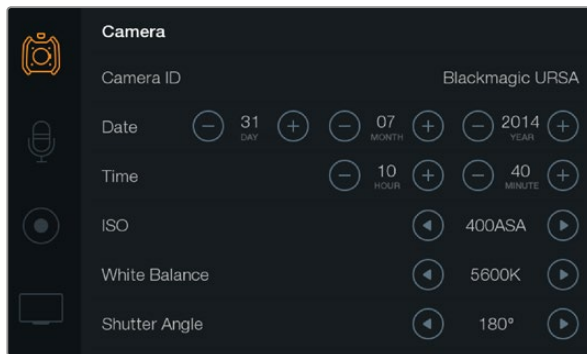 Camera
Camera ID Blackmagic URSA
Date 31 DAY 07 MONTH 2014 YEAR
Time 10 HOUR 40 MINUTE
ISO 400ASA
White Balance 5600K
Shutter Angle 180°